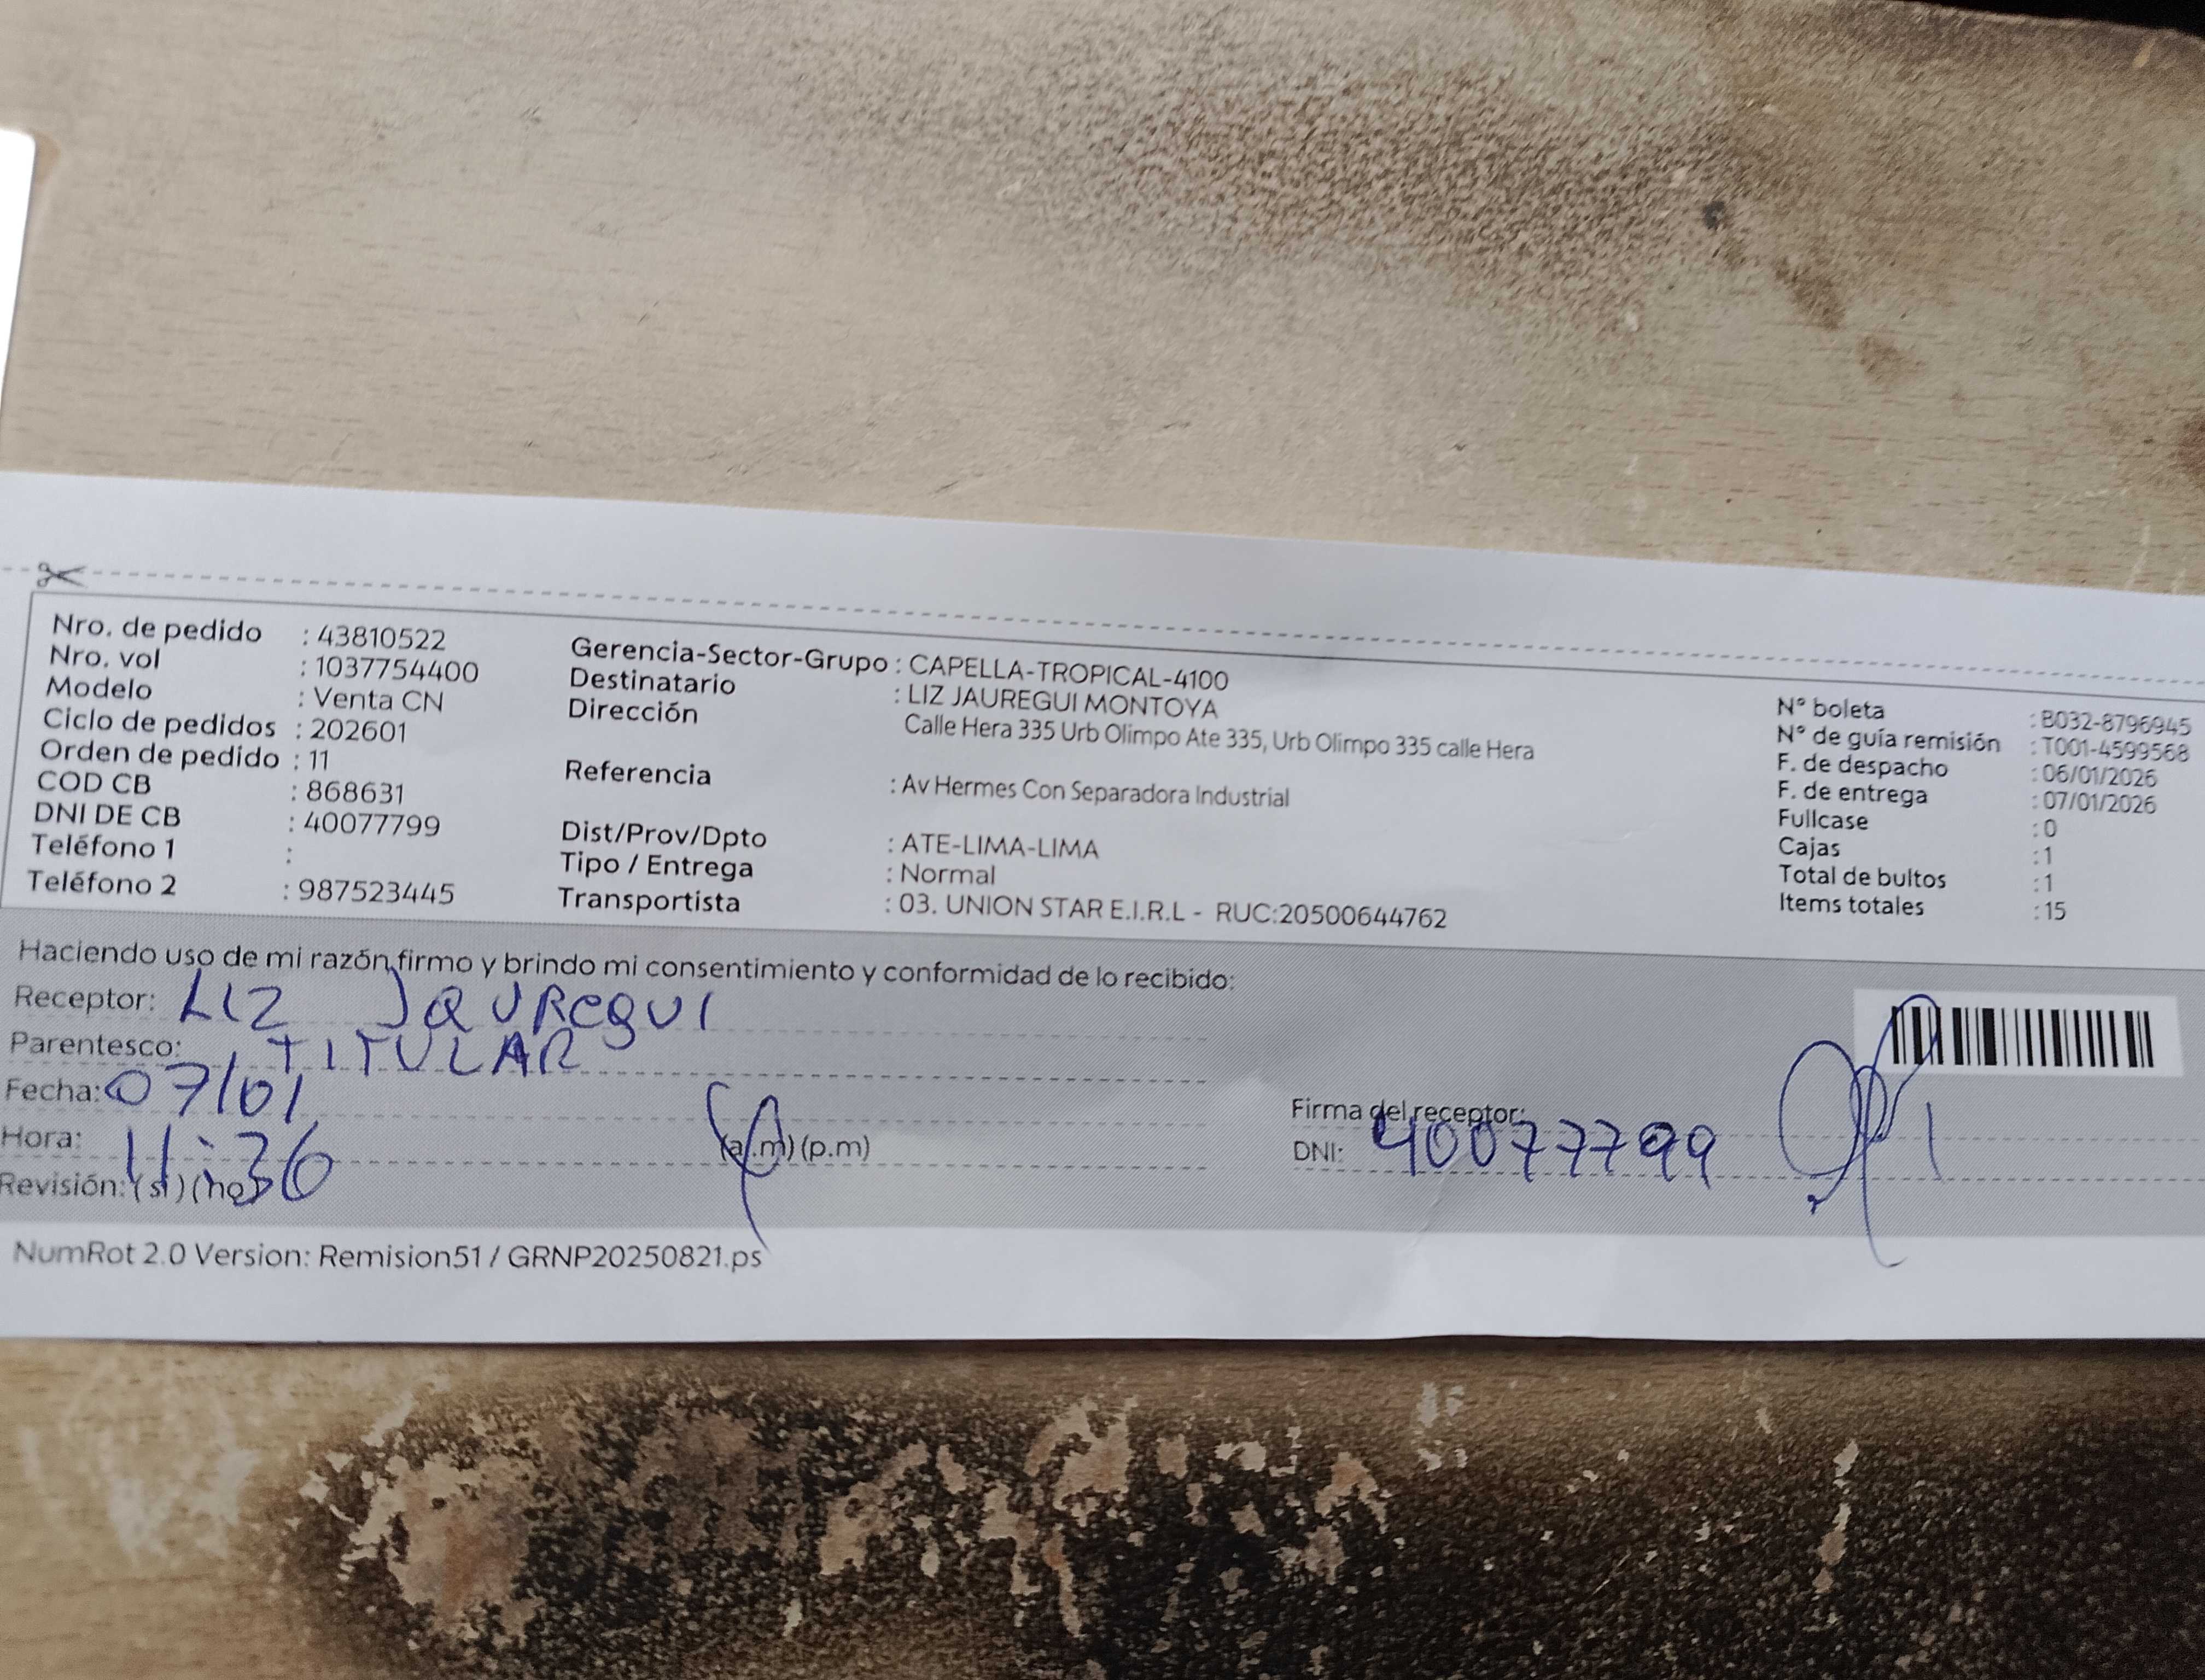 Nro. de pedido : 43810522
Nro. vol : 1037754400
Modelo : Venta CN
Ciclo de pedidos : 202601
Orden de pedido : 11
COD CB : 868631
DNI DE CB : 40077799
Teléfono 1 :
Teléfono 2 : 987523445
Gerencia-Sector-Grupo : CAPELLA-TROPICAL-4100
Destinatario : LIZ JAUREGUI MONTOYA
Dirección Calle Hera 335 Urb Olimpo Ate 335, Urb Olimpo 335 calle Hera
Referencia : Av Hermes Con Separadora Industrial
Dist/Prov/Dpto : ATE-LIMA-LIMA
Tipo / Entrega : Normal
Transportista : 03. UNION STAR E.I.R.L - RUC:20500644762
N° boleta : B032-8796945
N° de guía remisión : T001-4599568
F. de despacho : 06/01/2026
F. de entrega : 07/01/2026
Fullcase : 0
Cajas : 1
Total de bultos : 1
Items totales : 15
Haciendo uso de mi razón, firmo y brindo mi consentimiento y conformidad de lo recibido:
Receptor: LIZ JAUREGUI
Parentesco: TITULAR
Fecha: 07/01
Hora: 11:36 (a.m) (p.m)
Revisión: (si) (no)
Firma del receptor:
DNI: 40077799
NumRot 2.0 Version: Remision51 / GRNP20250821.ps